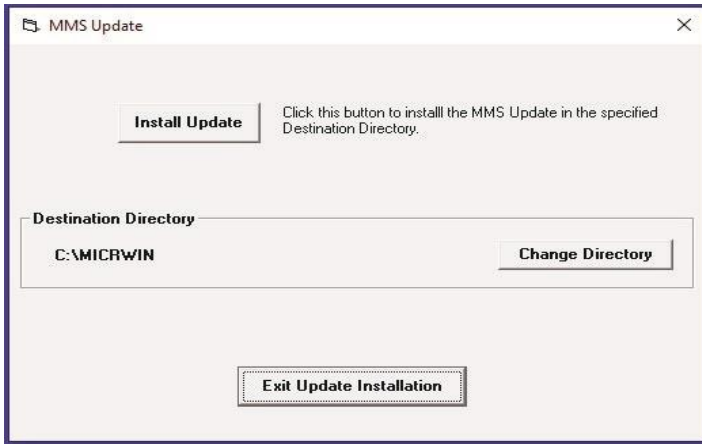 MMS Update
Install Update
Click this button to installl the MMS Update in the specified
Destination Directory.
Destination Directory
C:\MICRWIN
Change Directory
Exit Update Installation